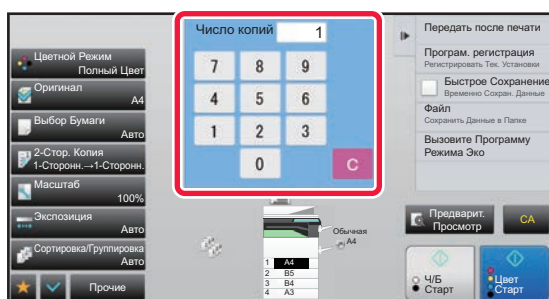 Число копий 1
7 8 9
4 5 6
1 2 3
0 C
Цветной Режим
Полный Цвет
Оригинал
A4
Выбор Бумаги
Авто
2-Стор. Копия
1-Сторонн.→1-Сторонн.
Масштаб
100%
Экспозиция
Авто
Сортировка/Группировка
Авто
Прочие
Обычная
A4
1 A4
2 B5
3 B4
4 A3
Передать после печати
Програм. регистрация
Регистрировать Тек. Установки
Быстрое Сохранение
Временно Сохран. Данные
Файл
Сохранить Данные в Папке
Вызовите Программу
Режима Эко
Предварит.
Просмотр
CA
Ч/Б
Старт
Цвет
Старт